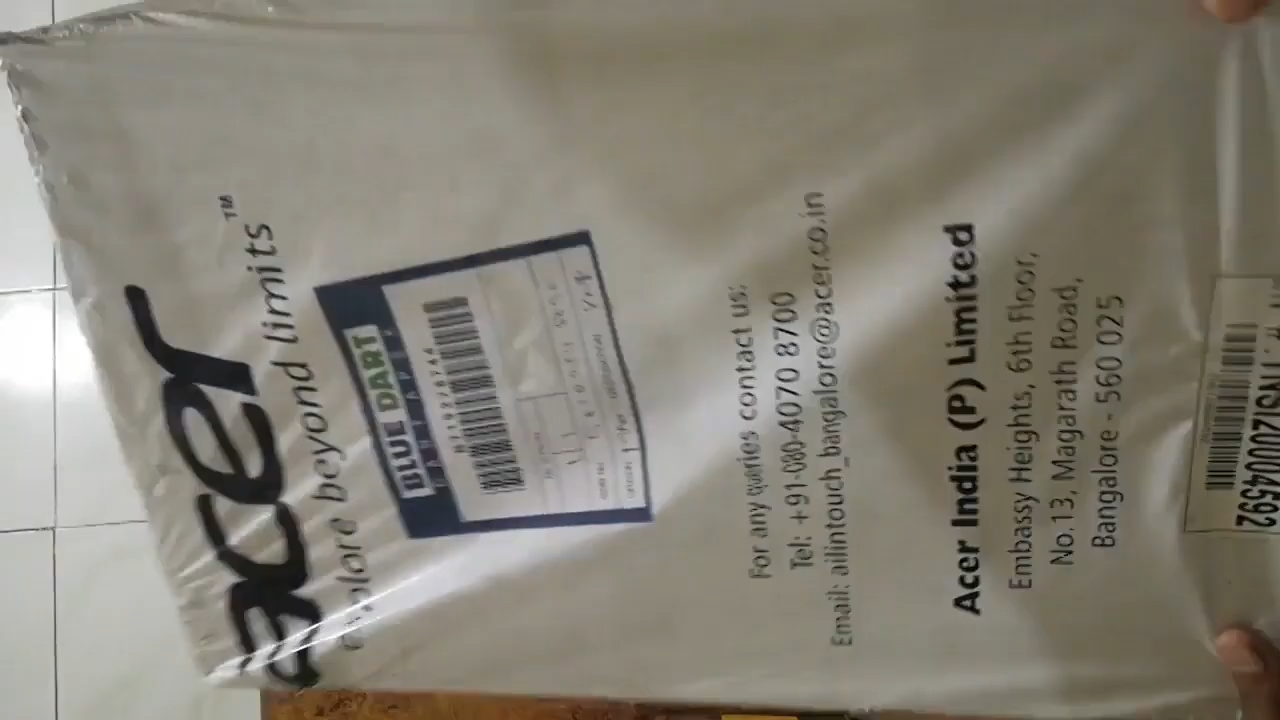 acer
explore beyond limits™
BLUE DART
For any queries contact us:
Tel: +91-080-4070 8700
Email: ailintouch_bangalore@acer.co.in
Acer India (P) Limited
Embassy Heights, 6th Floor,
No.13, Magarath Road,
Bangalore - 560 025